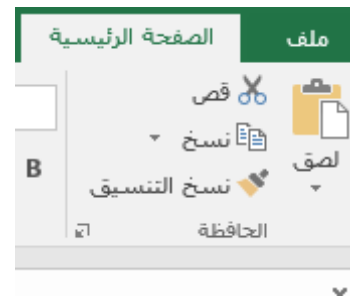 ملف الصفحة الرئيسية
لصق
قص
نسخ
نسخ التنسيق
الحافظة
B